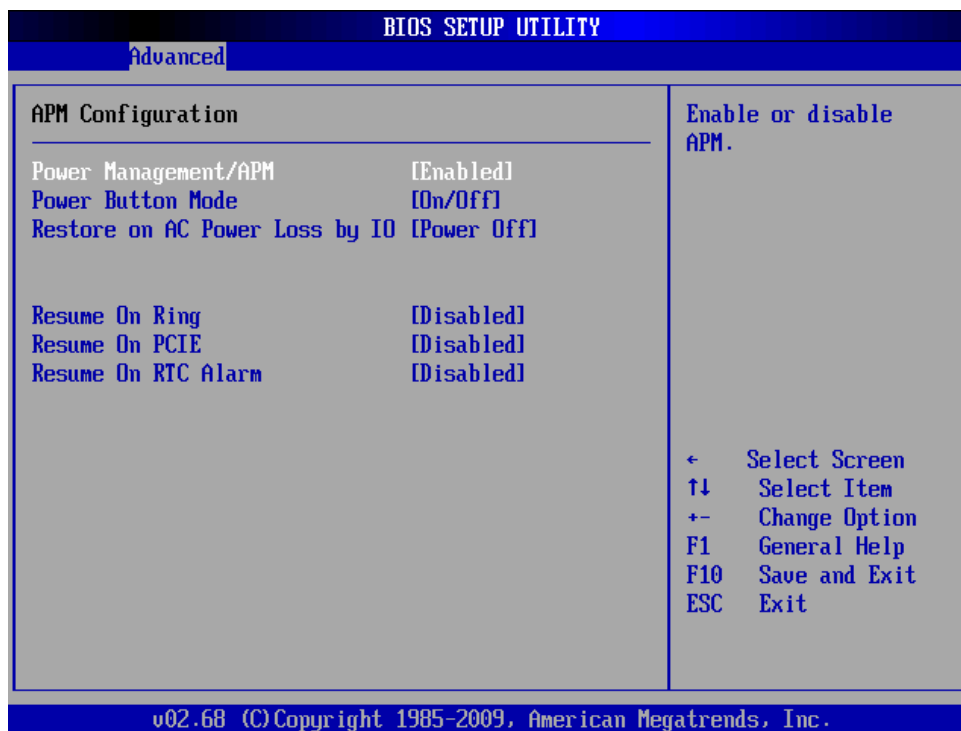 BIOS SETUP UTILITY
Advanced
APM Configuration
Power Management/APM [Enabled]
Power Button Mode [On/Off]
Restore on AC Power Loss by IO [Power Off]
Resume On Ring [Disabled]
Resume On PCIE [Disabled]
Resume On RTC Alarm [Disabled]
Enable or disable
APM.
← Select Screen
↑↓ Select Item
+- Change Option
F1 General Help
F10 Save and Exit
ESC Exit
v02.68 (C)Copyright 1985-2009, American Megatrends, Inc.